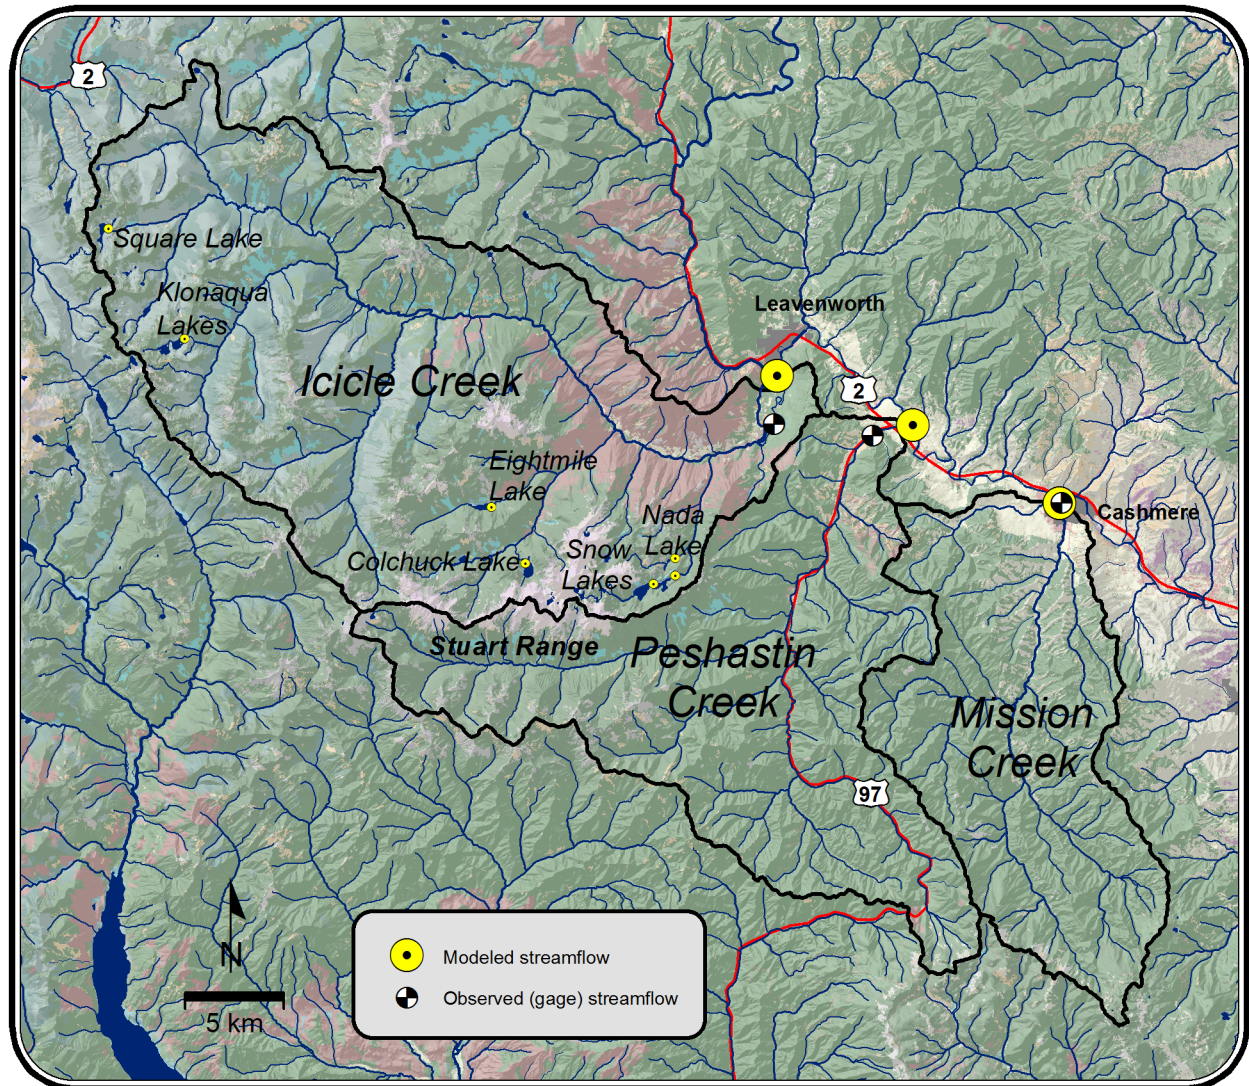 2
Square Lake
Klonaqua
Lakes
Leavenworth
Icicle Creek
2
Eightmile
Lake
Nada
Lake
Cashmere
Snow
Lakes
Colchuck Lake
Stuart Range
Peshastin
Creek
Mission
Creek
97
N
5 km
Modeled streamflow
Observed (gage) streamflow